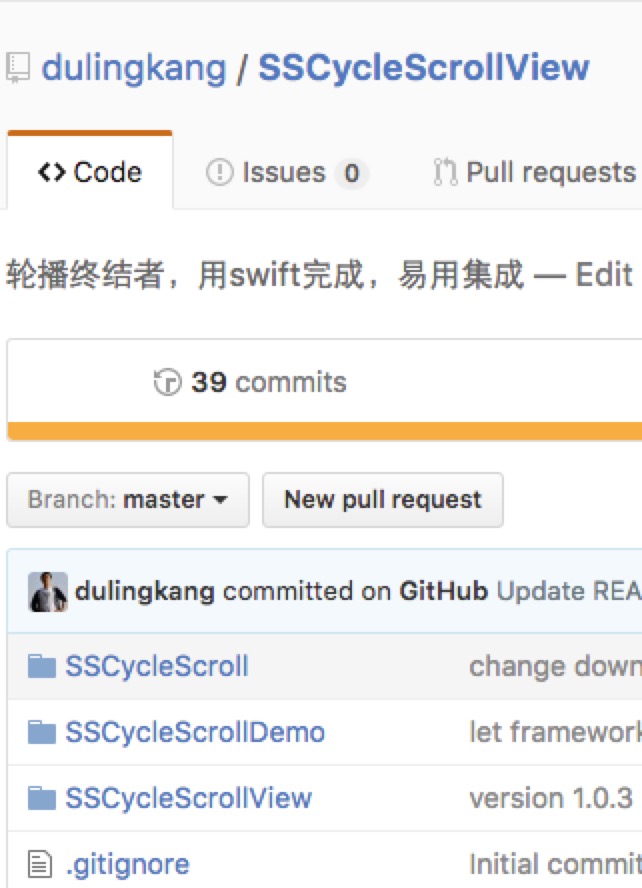 dulingkang / SSCycleScrollView
Code Issues 0 Pull requests
轮播终结者，用swift完成，易用集成 — Edit
39 commits
Branch: master New pull request
dulingkang committed on GitHub Update REA
SSCycleScroll change down
SSCycleScrollDemo let framework
SSCycleScrollView version 1.0.3
.gitignore Initial commit